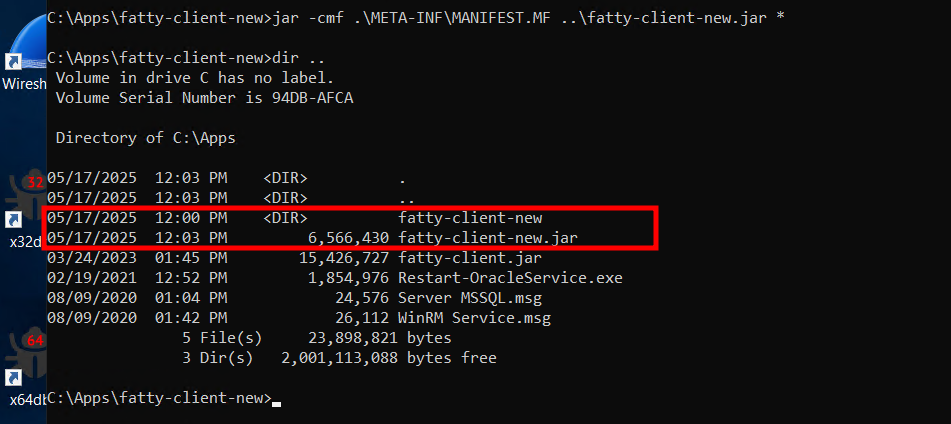 C:\Apps\fatty-client-new>jar -cmf .\META-INF\MANIFEST.MF ..\fatty-client-new.jar *
C:\Apps\fatty-client-new>dir ..
Volume in drive C has no label.
Wiresh
Volume Serial Number is 94DB-AFCA
Directory of C:\Apps
32
05/17/2025  12:03 PM    <DIR>          .
05/17/2025  12:03 PM    <DIR>          ..
05/17/2025  12:00 PM    <DIR>          fatty-client-new
x32d
05/17/2025  12:03 PM         6,566,430 fatty-client-new.jar
03/24/2023  01:45 PM        15,426,727 fatty-client.jar
02/19/2021  12:52 PM         1,854,976 Restart-OracleService.exe
08/09/2020  01:04 PM            24,576 Server MSSQL.msg
08/09/2020  01:42 PM            26,112 WinRM Service.msg
64
5 File(s)     23,898,821 bytes
3 Dir(s)   2,001,113,088 bytes free
x64db
C:\Apps\fatty-client-new>